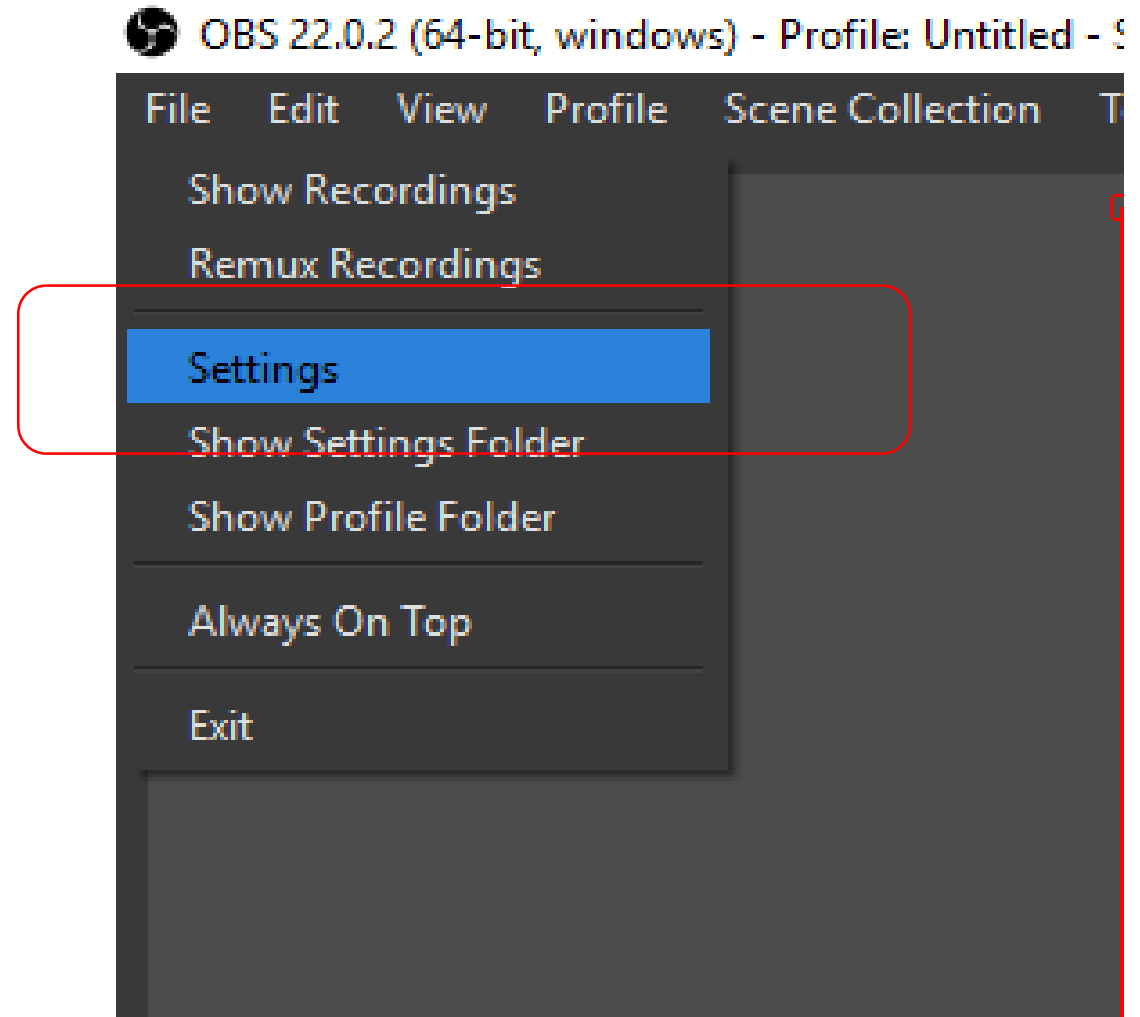 OBS 22.0.2 (64-bit, windows) - Profile: Untitled -
File Edit View Profile Scene Collection
Show Recordings
Remux Recordings
Settings
Show Settings Folder
Show Profile Folder
Always On Top
Exit